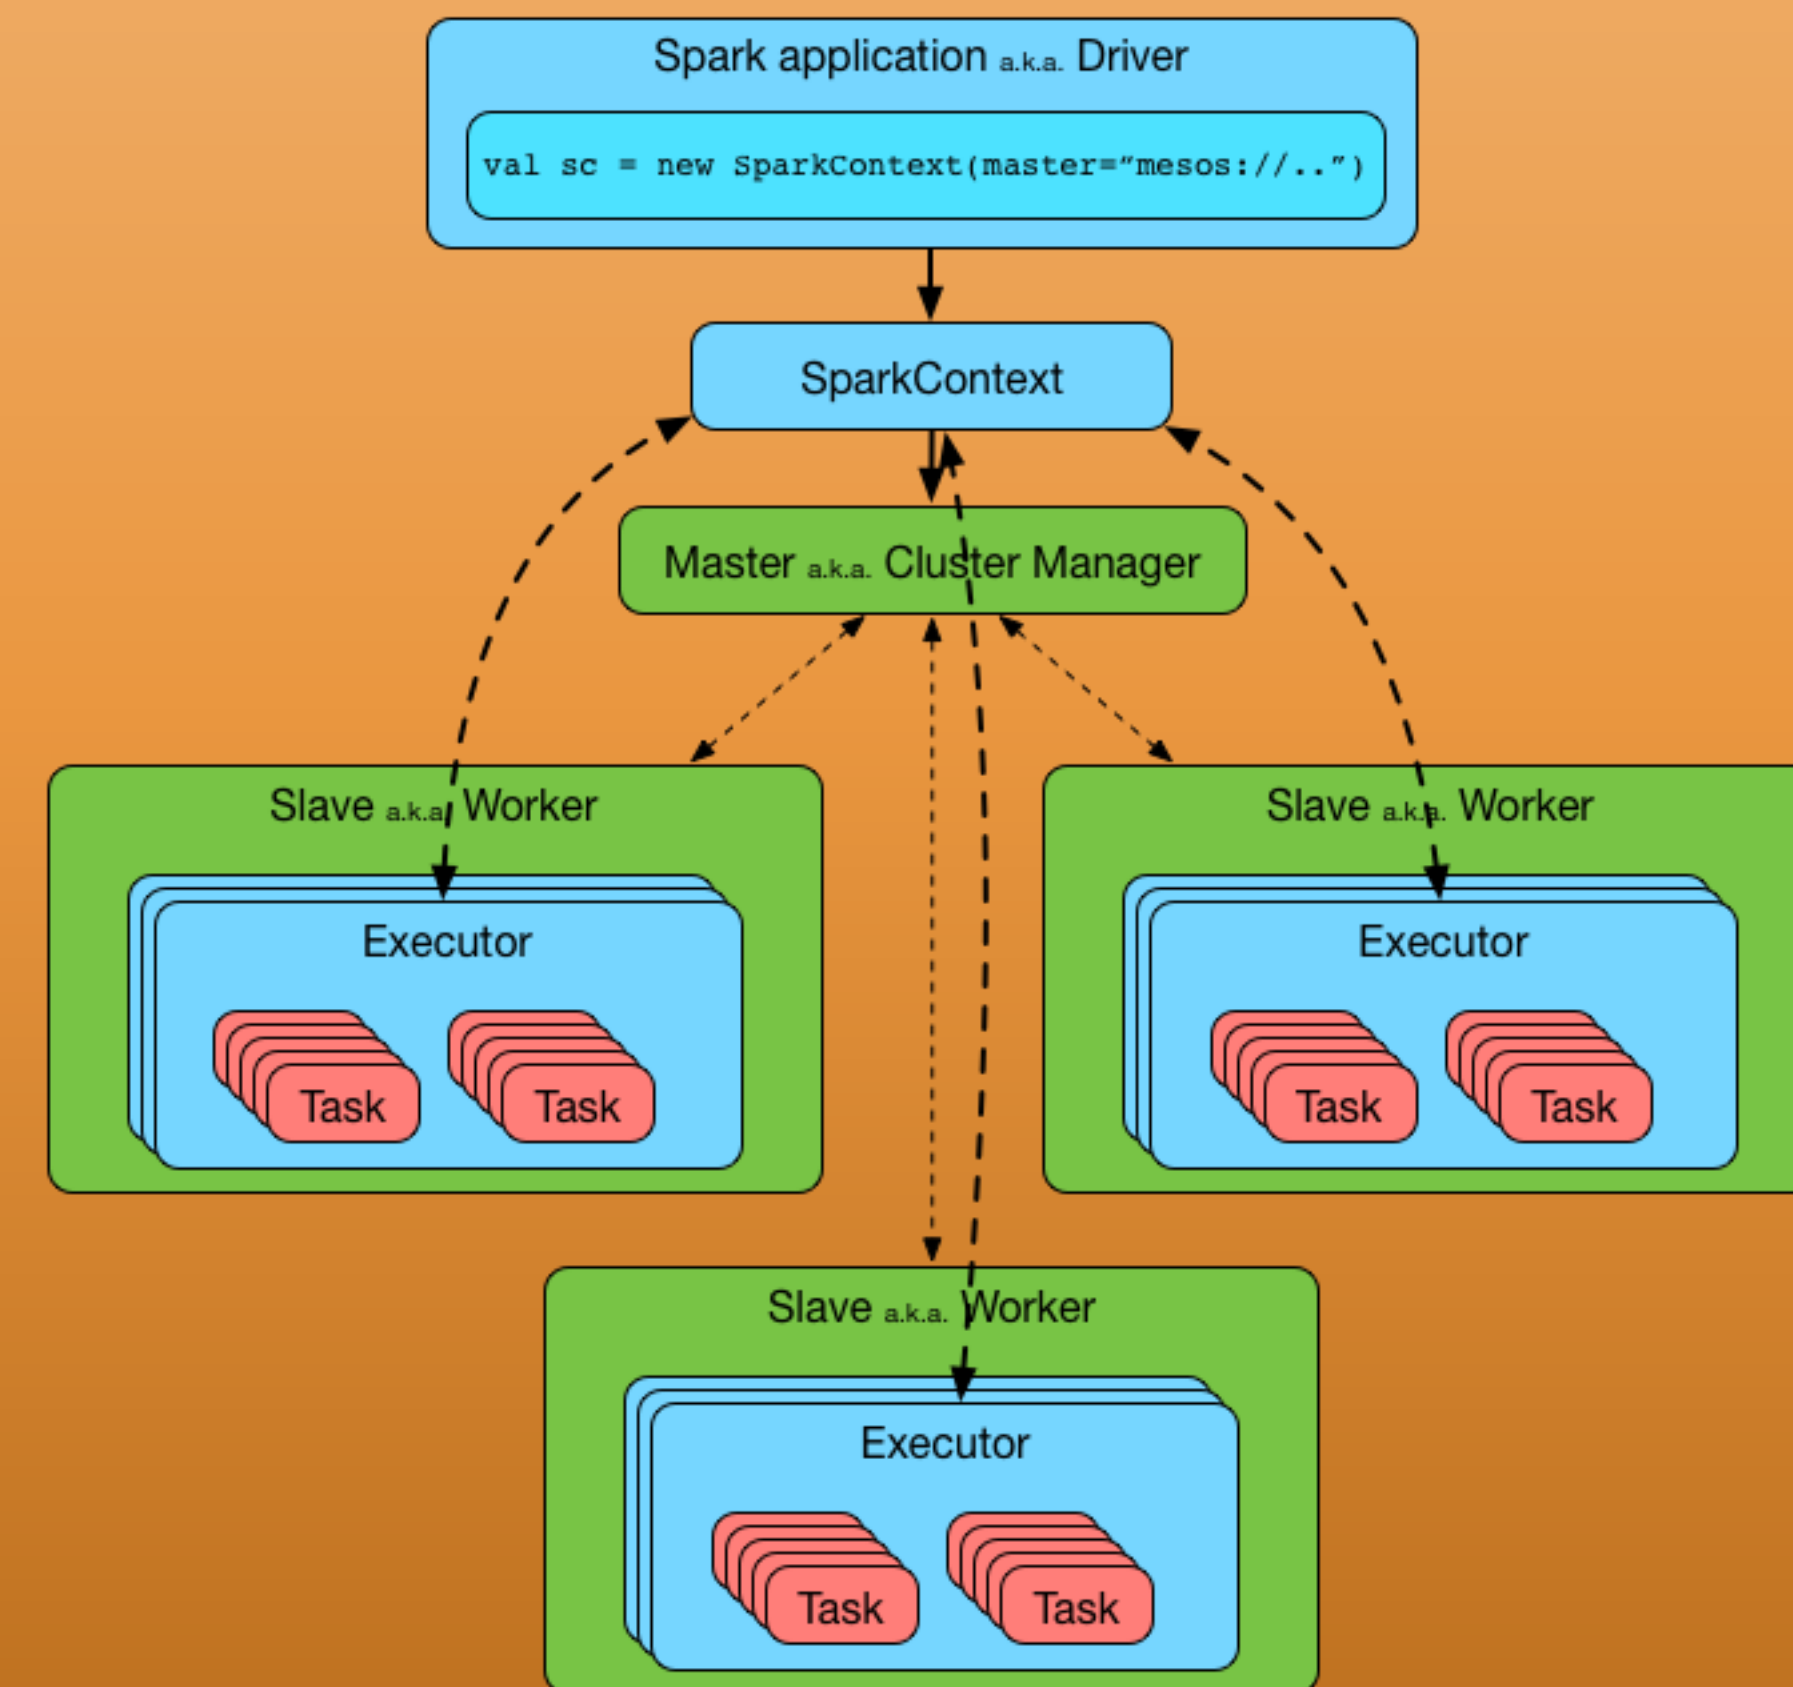 Spark application a.k.a. Driver
val sc = new SparkContext(master=”mesos://..”)
SparkContext
Master a.k.a. Cluster Manager
Slave a.k.a. Worker
Executor
Task
Task
Slave a.k.a. Worker
Executor
Task
Task
Slave a.k.a. Worker
Executor
Task
Task